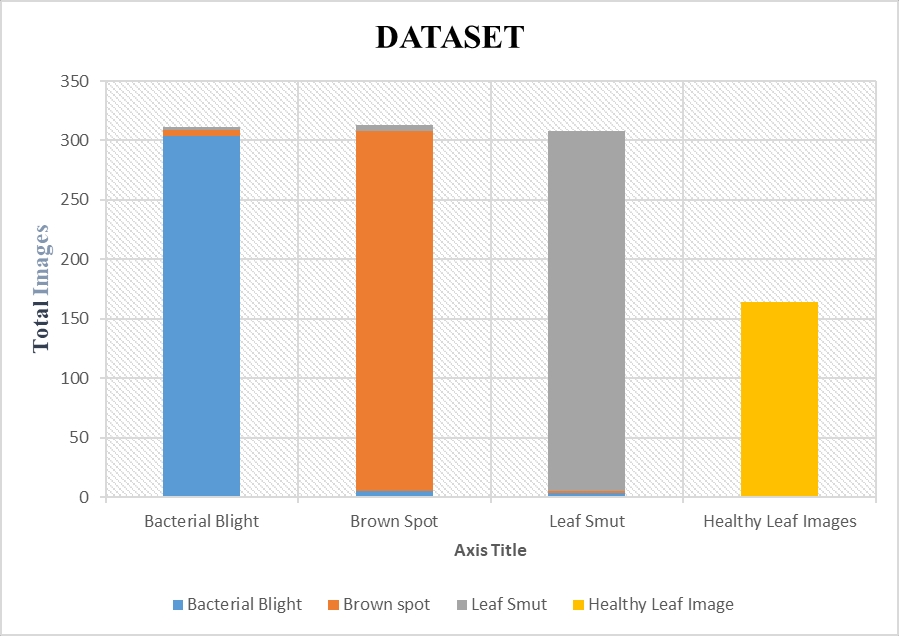 DATASET
350
300
250
200
150
100
50
0
Total Images
Bacterial Blight Brown Spot Leaf Smut Healthy Leaf Images
Axis Title
Bacterial Blight Brown spot Leaf Smut Healthy Leaf Image